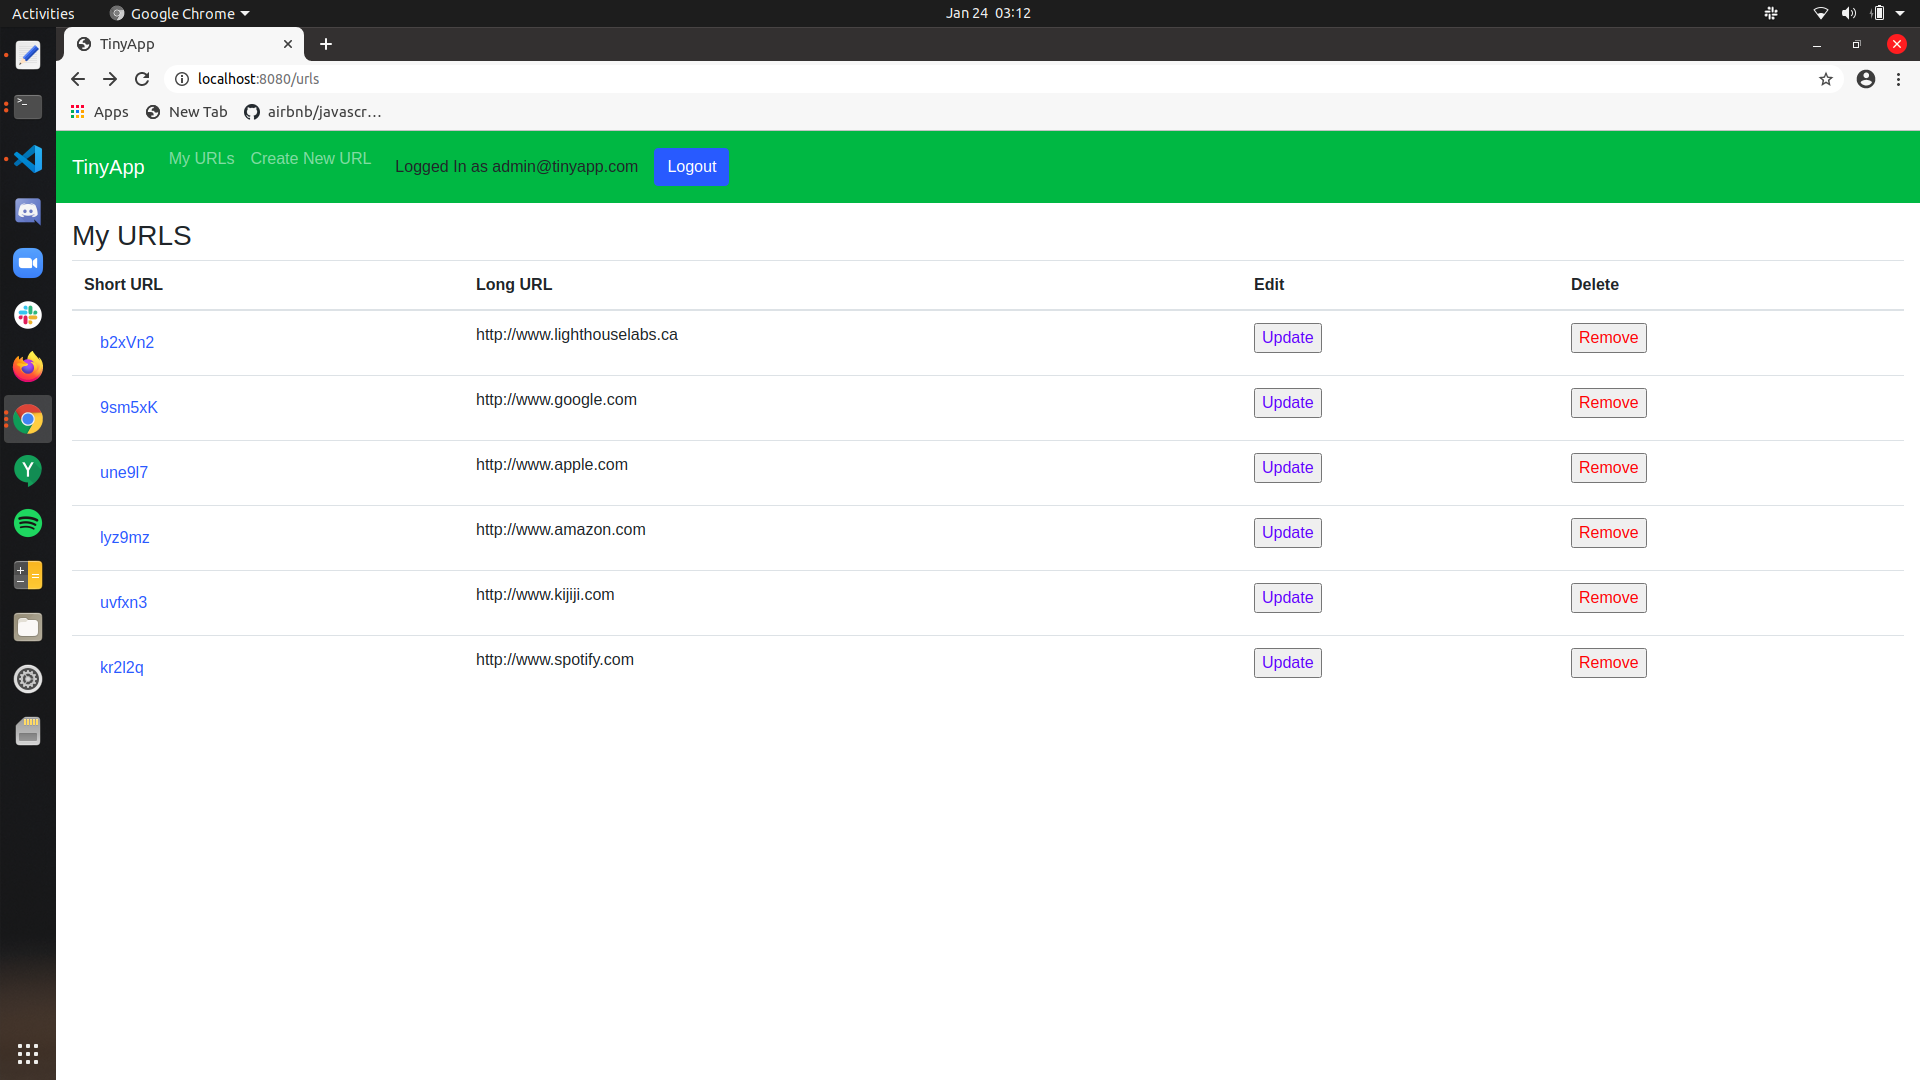 Activities Google Chrome Jan 24 03:12
TinyApp
localhost:8080/urls
Apps New Tab airbnb/javascr…
TinyApp My URLs Create New URL Logged In as admin@tinyapp.com Logout
My URLS
Short URL Long URL Edit Delete
b2xVn2 http://www.lighthouselabs.ca Update Remove
9sm5xK http://www.google.com Update Remove
une9l7 http://www.apple.com Update Remove
lyz9mz http://www.amazon.com Update Remove
uvfxn3 http://www.kijiji.com Update Remove
kr2l2q http://www.spotify.com Update Remove